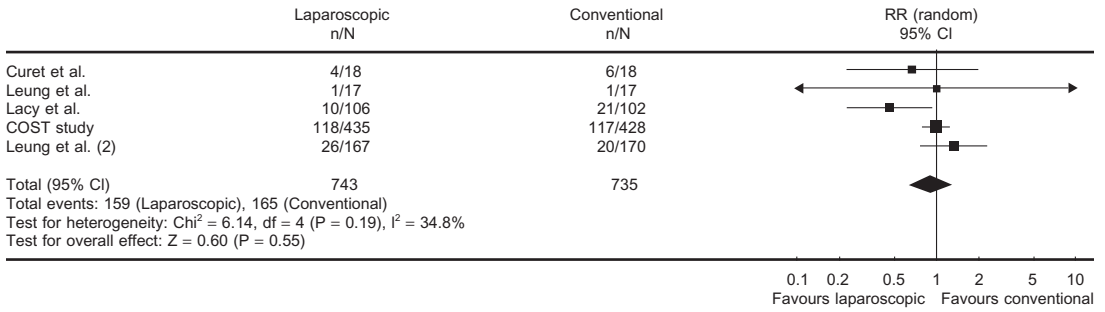 Laparoscopic Conventional RR (random)
n/N n/N 95% CI
Curet et al. 4/18 6/18
Leung et al. 1/17 1/17
Lacy et al. 10/106 21/102
COST study 118/435 117/428
Leung et al. (2) 26/167 20/170
Total (95% CI) 743 735
Total events: 159 (Laparoscopic), 165 (Conventional)
Test for heterogeneity: Chi² = 6.14, df = 4 (P = 0.19), I² = 34.8%
Test for overall effect: Z = 0.60 (P = 0.55)
0.1 0.2 0.5 1 2 5 10
Favours laparoscopic Favours conventional